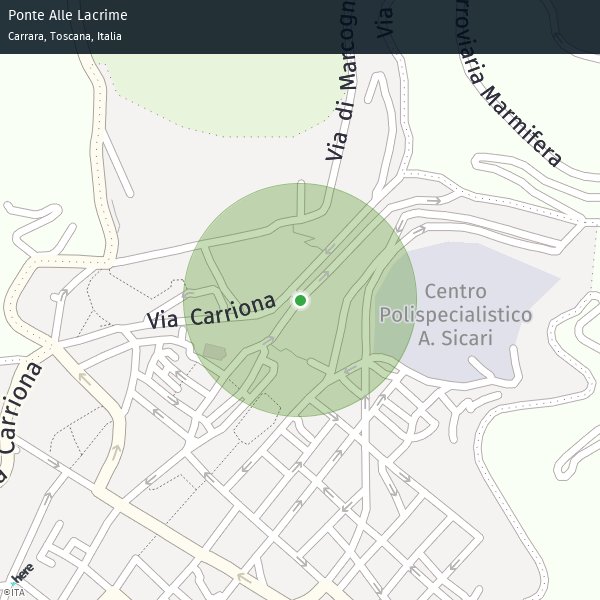 Ponte Alle Lacrime
Carrara, Toscana, Italia
Via di Marcogn
Via
rroviaria Marmifera
Via Carriona
Centro
Polispecialistico
A. Sicari
Carriona
here
©ITA